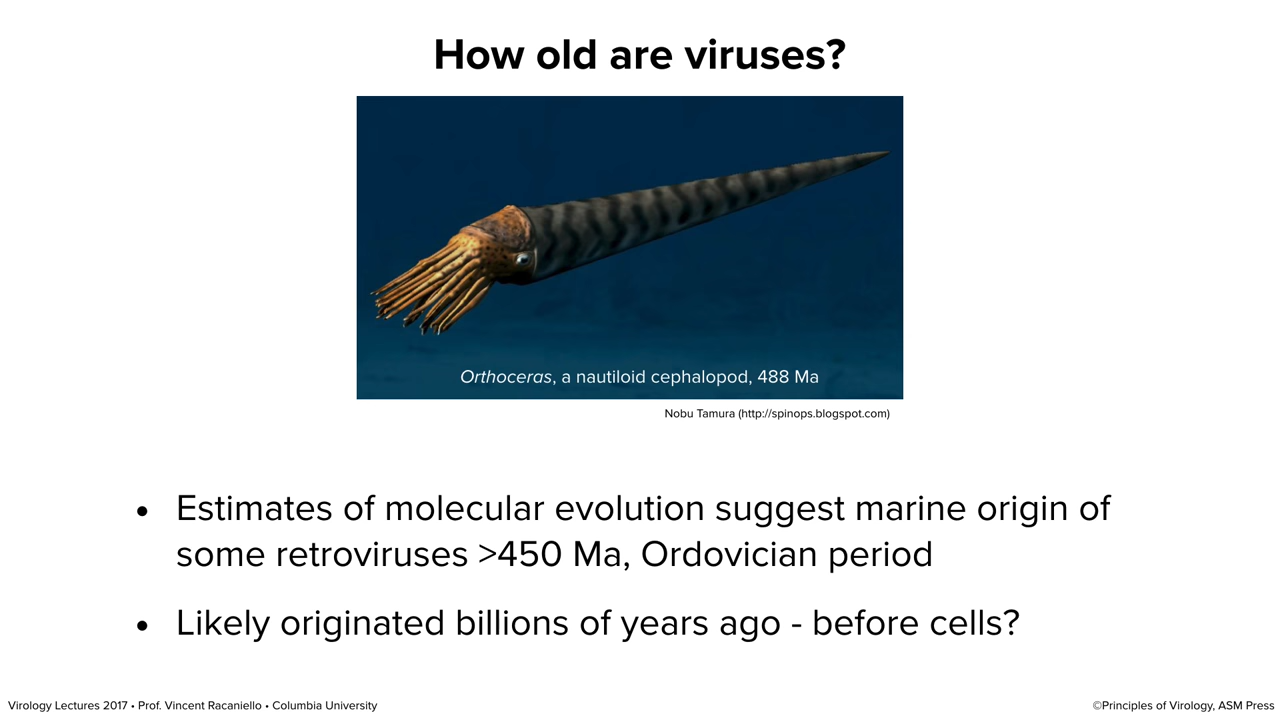 How old are viruses?
Orthoceras, a nautiloid cephalopod, 488 Ma
Nobu Tamura (http://spinops.blogspot.com)
• Estimates of molecular evolution suggest marine origin of
some retroviruses >450 Ma, Ordovician period
• Likely originated billions of years ago - before cells?
Virology Lectures 2017 • Prof. Vincent Racaniello • Columbia University
©Principles of Virology, ASM Press